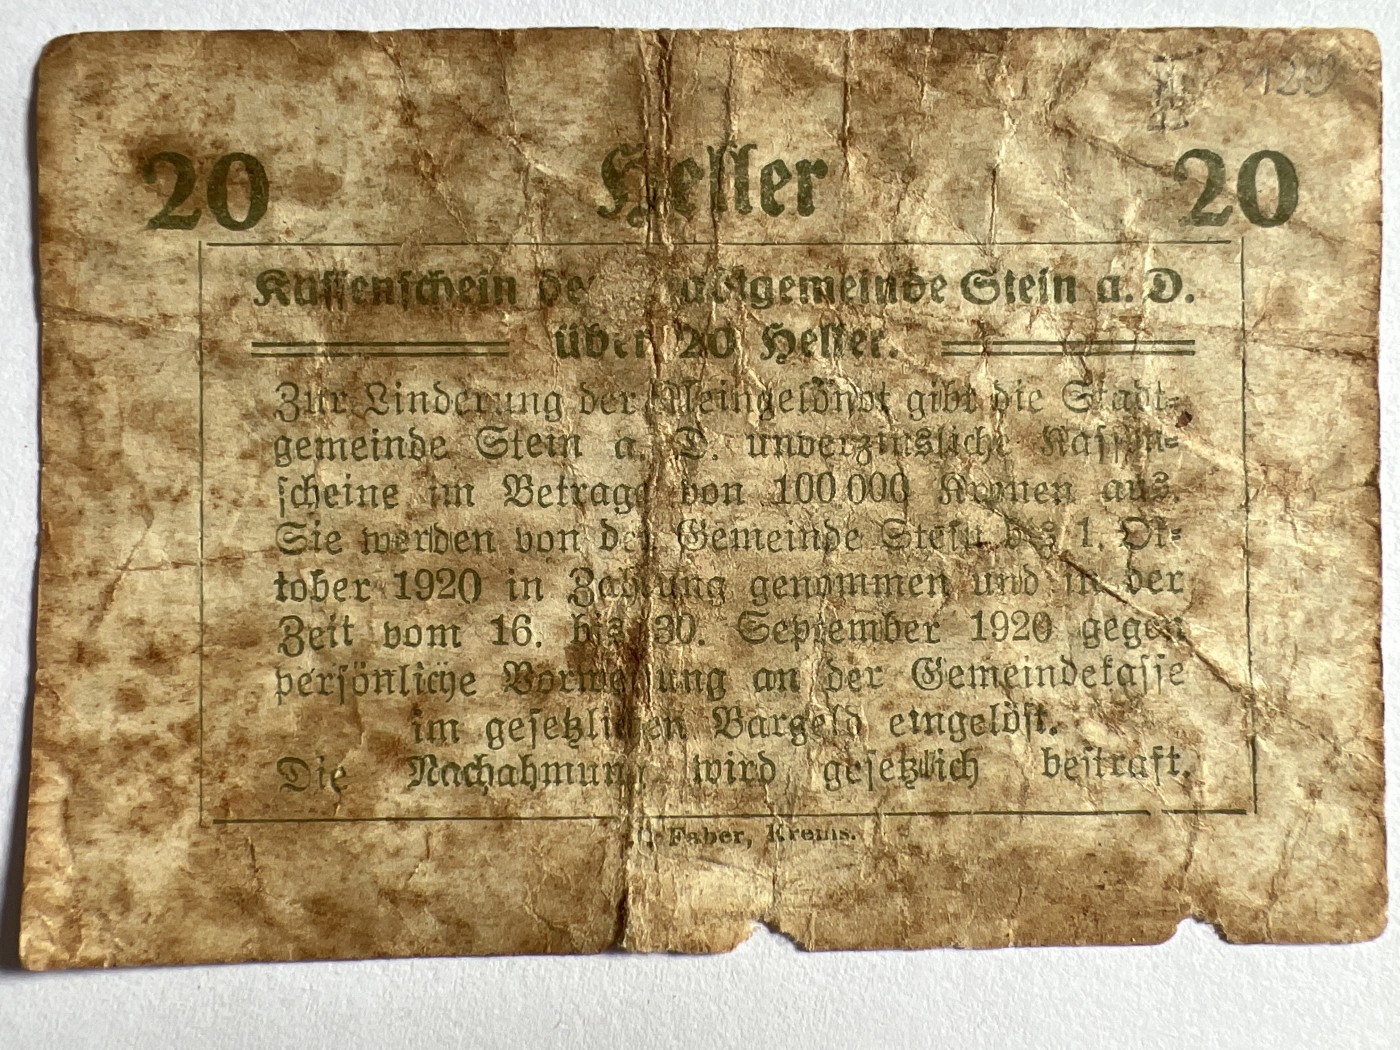 20 Heller 20
Kassenschein der Stadtgemeinde Stein a. D.
über 20 Heller.
Zur Linderung der Kleingeldnot gibt die Stadt-
gemeinde Stein a. D. unverzinsliche Kassen-
scheine im Betrage von 100.000 Kronen aus.
Sie werden von der Gemeinde Stein bis 1. Ok-
tober 1920 in Zahlung genommen und in der
Zeit vom 16. bis 30. September 1920 gegen
persönliche Vorweisung an der Gemeindekasse
im gesetzlichen Bargeld eingelöst.
Die Nachahmung wird gesetzlich bestraft.
Faber, Krems.